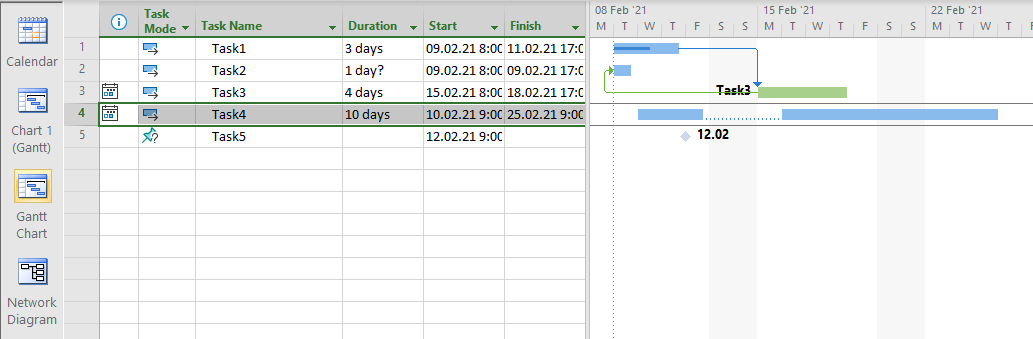 Calendar
Chart 1
(Gantt)
Gantt
Chart
Network
Diagram
Task Mode Task Name Duration Start Finish
1 Task1 3 days 09.02.21 8:00 11.02.21 17:0
2 Task2 1 day? 09.02.21 8:00 09.02.21 17:0
3 Task3 4 days 15.02.21 8:00 18.02.21 17:0
4 Task4 10 days 10.02.21 9:00 25.02.21 9:00
5 Task5 12.02.21 9:00
08 Feb '21 15 Feb '21 22 Feb '21
M T W T F S S M T W T F S S M T W T F
Task3
12.02